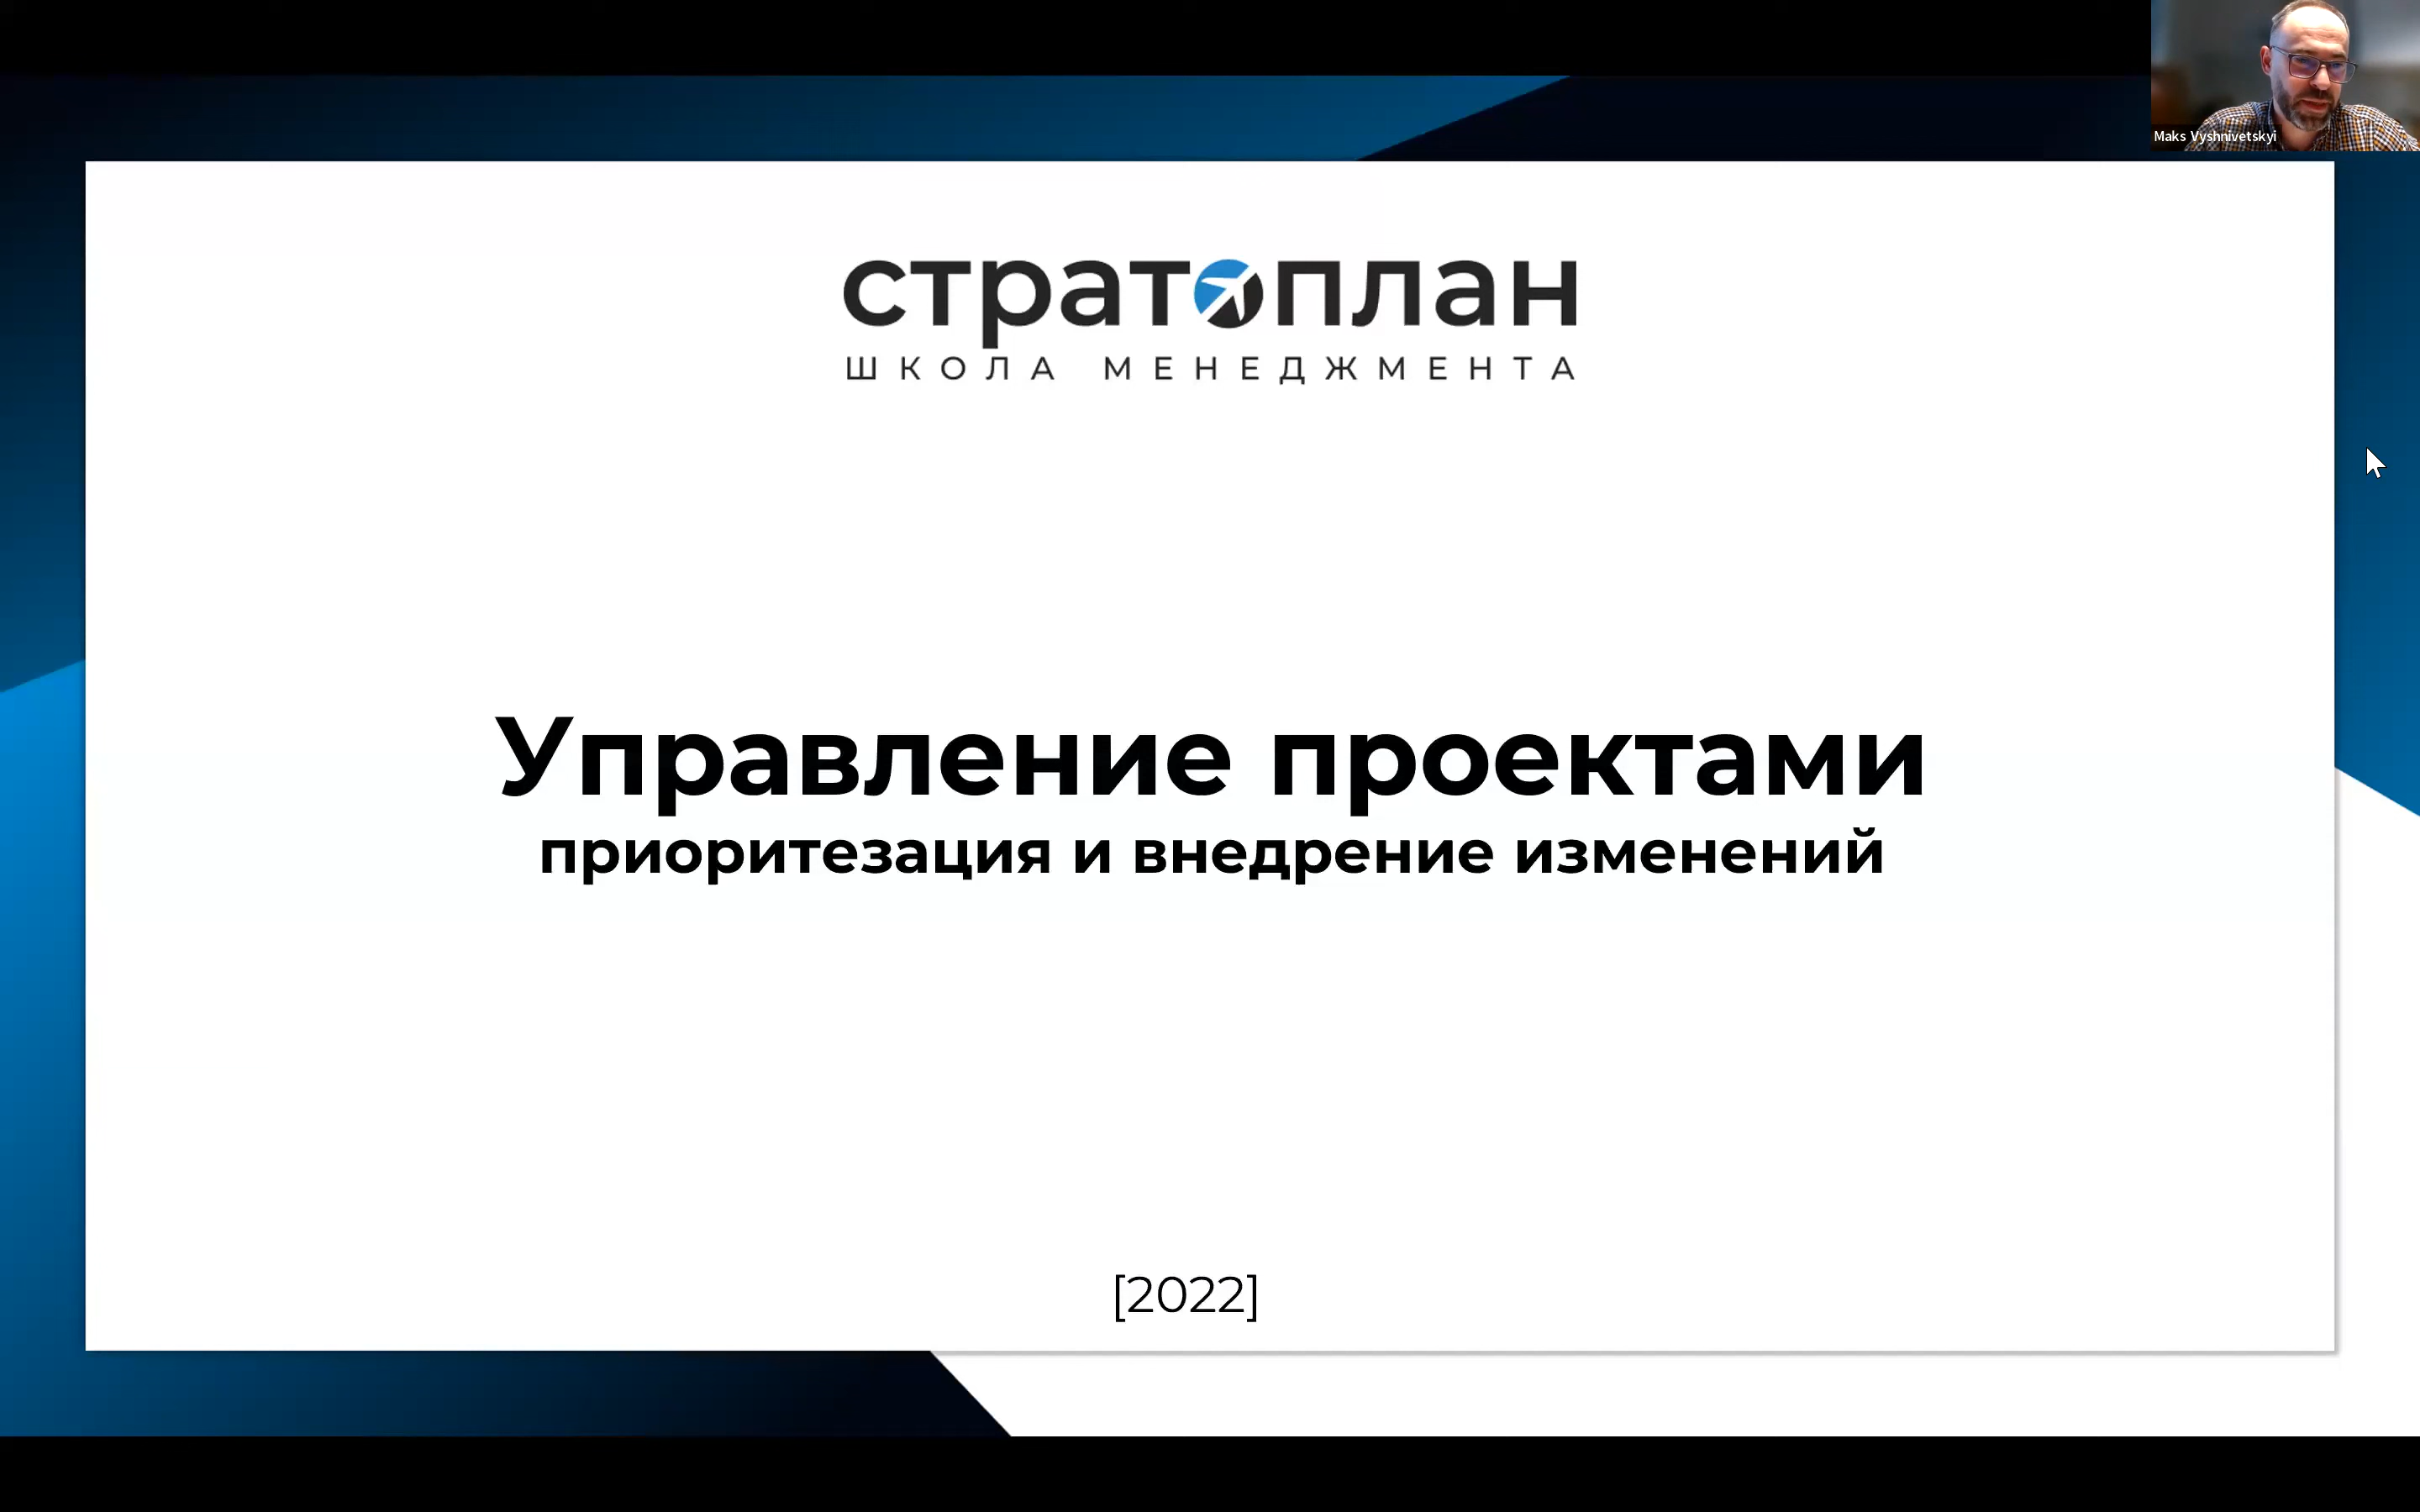 Maks Vyshnivetskyi
стратоплан
ШКОЛА МЕНЕДЖМЕНТА
Управление проектами
приоритезация и внедрение изменений
[2022]